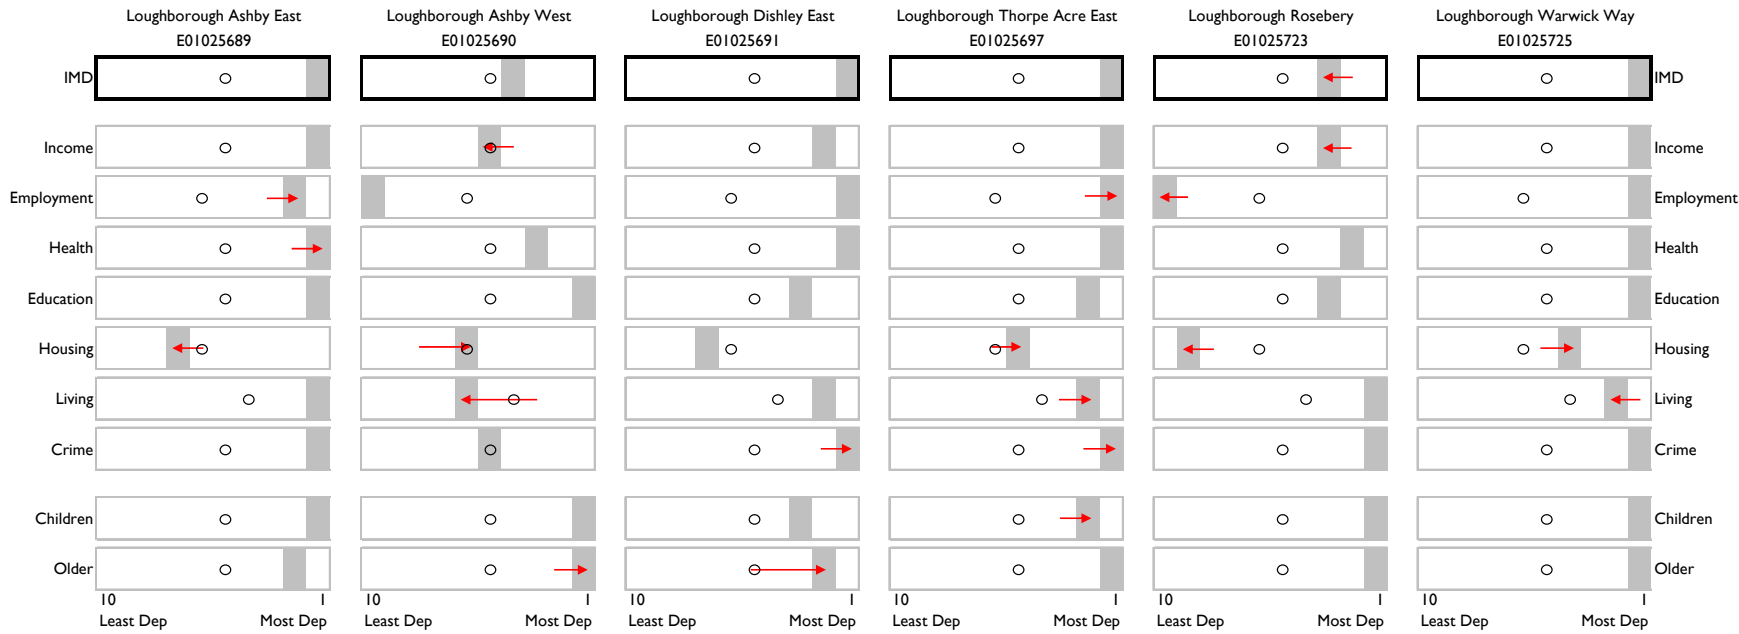 Loughborough Ashby East Loughborough Ashby West Loughborough Dishley East Loughborough Thorpe Acre East Loughborough Rosebery Loughborough Warwick Way
E01025689 E01025690 E01025691 E01025697 E01025723 E01025725
IMD IMD
Income Income
Employment Employment
Health Health
Education Education
Housing Housing
Living Living
Crime Crime
Children Children
Older Older
10 1 10 1 10 1 10 1 10 1 10 1
Least Dep Most Dep Least Dep Most Dep Least Dep Most Dep Least Dep Most Dep Least Dep Most Dep Least Dep Most Dep